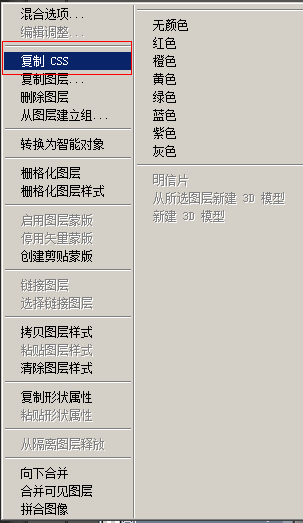 混合选项...
编辑调整...
复制 CSS
复制图层...
删除图层
从图层建立组...
转换为智能对象
栅格化图层
栅格化图层样式
启用图层蒙版
停用矢量蒙版
创建剪贴蒙版
链接图层
选择链接图层
拷贝图层样式
粘贴图层样式
清除图层样式
复制形状属性
粘贴形状属性
从隔离图层释放
向下合并
合并可见图层
拼合图像
无颜色
红色
橙色
黄色
绿色
蓝色
紫色
灰色
明信片
从所选图层新建 3D 模型
新建 3D 模型